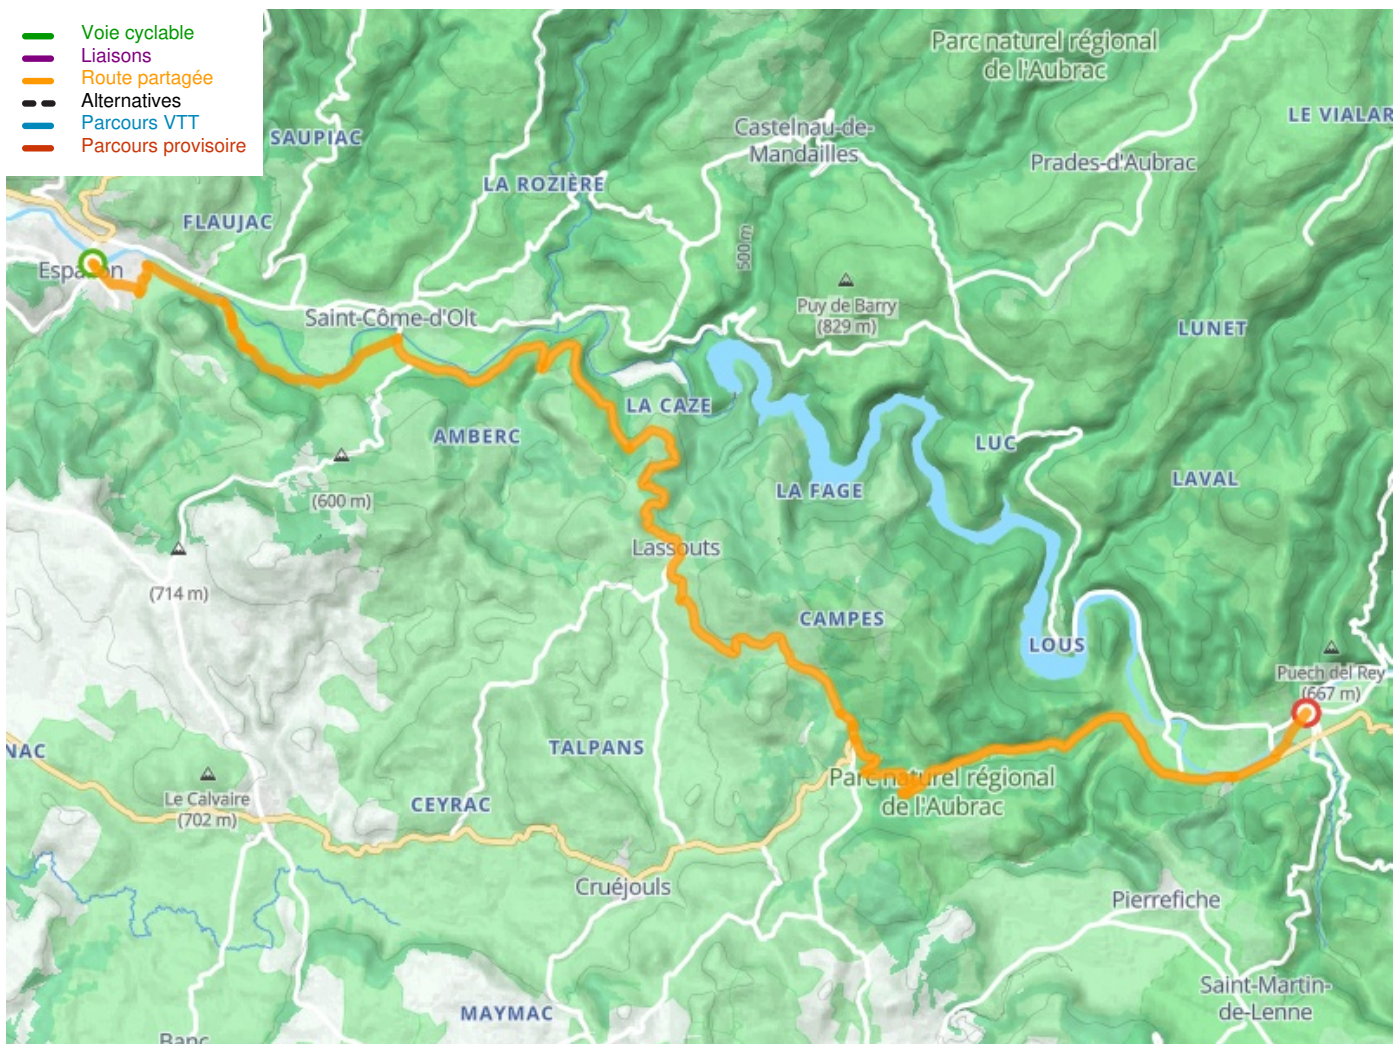 Voie cyclable
Liaisons
Route partagée
Alternatives
Parcours VTT
Parcours provisoire
Parc naturel régional
de l'Aubrac
LE VIALAR
SAUPIAC
Castelnau-de-
Mandailles
Prades-d'Aubrac
LA ROZIÈRE
FLAUJAC
500 m
Espalion
Saint-Côme-d'Olt
Puy de Barry
(829 m)
LUNET
LA CAZE
AMBERC
LUC
LA FAGE
LAVAL
(600 m)
Lassouts
(714 m)
CAMPES
LOUS
Puech del Rey
(667 m)
NAC
TALPANS
Parc naturel régional
de l'Aubrac
Le Calvaire
(702 m)
CEYRAC
Cruéjouls
Pierrefiche
Saint-Martin-
de-Lenne
MAYMAC
Banc